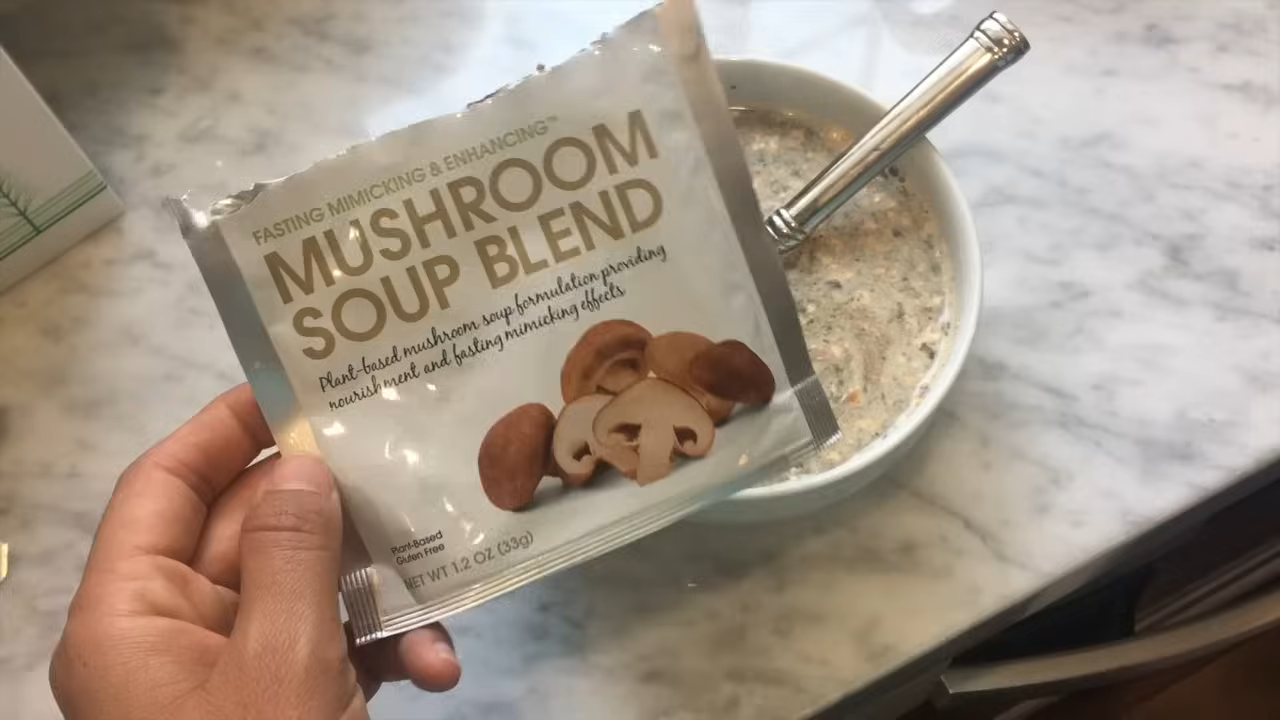 FASTING MIMICKING & ENHANCING™
MUSHROOM
SOUP BLEND
Plant-based mushroom soup formulation providing
nourishment and fasting mimicking effects.
Plant-Based
Gluten Free
NET WT 1.2 OZ (33g)